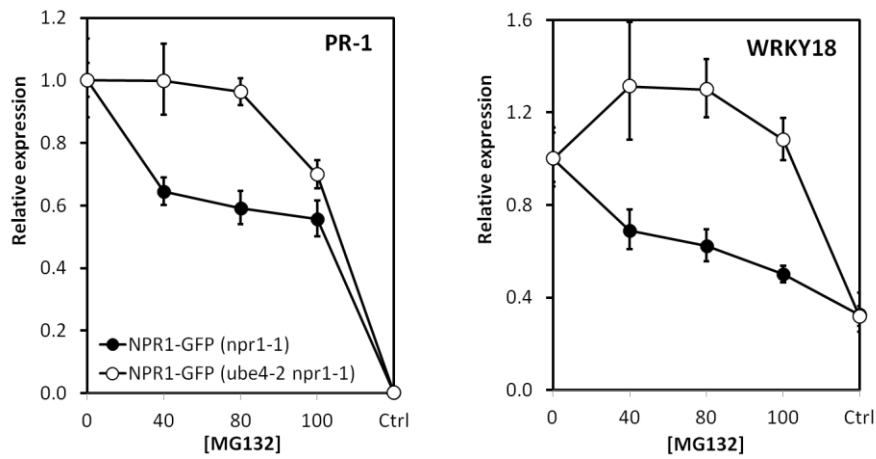 PR-1
Relative expression
1.2
1.0
0.8
0.6
0.4
0.2
0.0
NPR1-GFP (npr1-1)
NPR1-GFP (ube4-2 npr1-1)
0 40 80 100 Ctrl
[MG132]
WRKY18
Relative expression
1.6
1.2
0.8
0.4
0.0
0 40 80 100 Ctrl
[MG132]